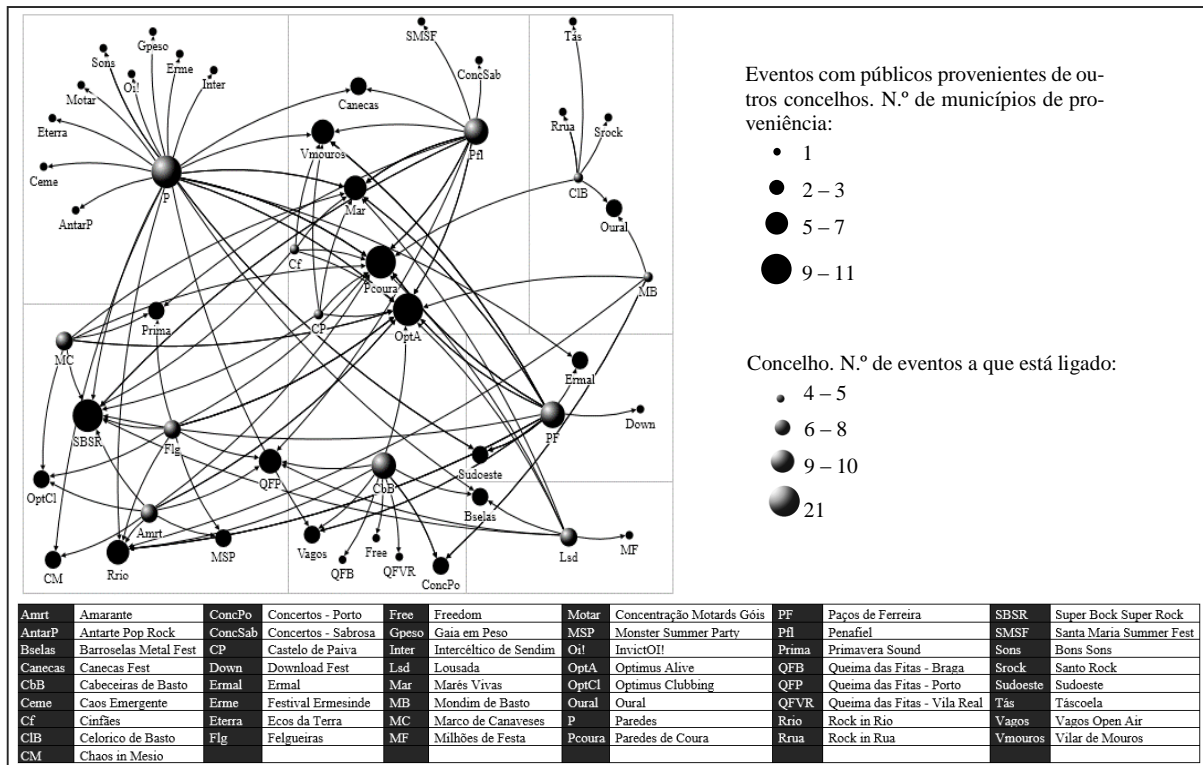 Gpeso
Sons
Oi!
Erme
Inter
Motar
Eterra
Ceme
AntarP
P
SMSF
Tás
ConcSab
Canecas
Vmouros
Pfl
Rrua
Srock
ClB
Oural
Mar
Cf
Pcoura
MB
CP
OptA
Prima
MC
Ermal
Down
PF
SBSR
Flg
QFP
CbB
Sudoeste
OptCl
Bselas
Amrt
CM
Rrio
MSP
Vagos
Free
QFB
QFVR
ConcPo
Lsd
MF
Eventos com públicos provenientes de ou-
tros concelhos. N.º de municípios de pro-
veniência:
1
2 – 3
5 – 7
9 – 11
Concelho. N.º de eventos a que está ligado:
4 – 5
6 – 8
9 – 10
21
Amrt Amarante ConcPo Concertos - Porto Free Freedom Motar Concentração Motards Góis PF Paços de Ferreira SBSR Super Bock Super Rock
AntarP Antarte Pop Rock ConcSab Concertos - Sabrosa Gpeso Gaia em Peso MSP Monster Summer Party Pfl Penafiel SMSF Santa Maria Summer Fest
Bselas Barroselas Metal Fest CP Castelo de Paiva Inter Intercéltico de Sendim Oi! InvictOI! Prima Primavera Sound Sons Bons Sons
Canecas Canecas Fest Down Download Fest Lsd Lousada OptA Optimus Alive QFB Queima das Fitas - Braga Srock Santo Rock
CbB Cabeceiras de Basto Ermal Ermal Mar Marés Vivas OptCl Optimus Clubbing QFP Queima das Fitas - Porto Sudoeste Sudoeste
Ceme Caos Emergente Erme Festival Ermesinde MB Mondim de Basto Oural Oural QFVR Queima das Fitas - Vila Real Tás Táscoela
Cf Cinfães Eterra Ecos da Terra MC Marco de Canaveses P Paredes Rrio Rock in Rio Vagos Vagos Open Air
ClB Celorico de Basto Flg Felgueiras MF Milhões de Festa Pcoura Paredes de Coura Rrua Rock in Rua Vmouros Vilar de Mouros
CM Chaos in Mesio